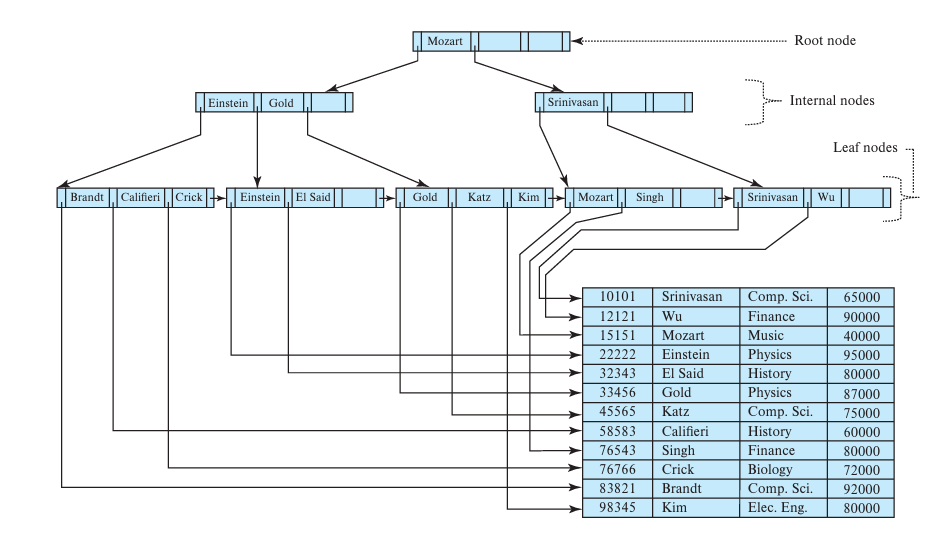 Mozart
Root node
Einstein Gold
Srinivasan
Internal nodes
Leaf nodes
Brandt Califieri Crick Einstein El Said Gold Katz Kim Mozart Singh Srinivasan Wu
10101 Srinivasan Comp. Sci. 65000
12121 Wu Finance 90000
15151 Mozart Music 40000
22222 Einstein Physics 95000
32343 El Said History 80000
33456 Gold Physics 87000
45565 Katz Comp. Sci. 75000
58583 Califieri History 60000
76543 Singh Finance 80000
76766 Crick Biology 72000
83821 Brandt Comp. Sci. 92000
98345 Kim Elec. Eng. 80000